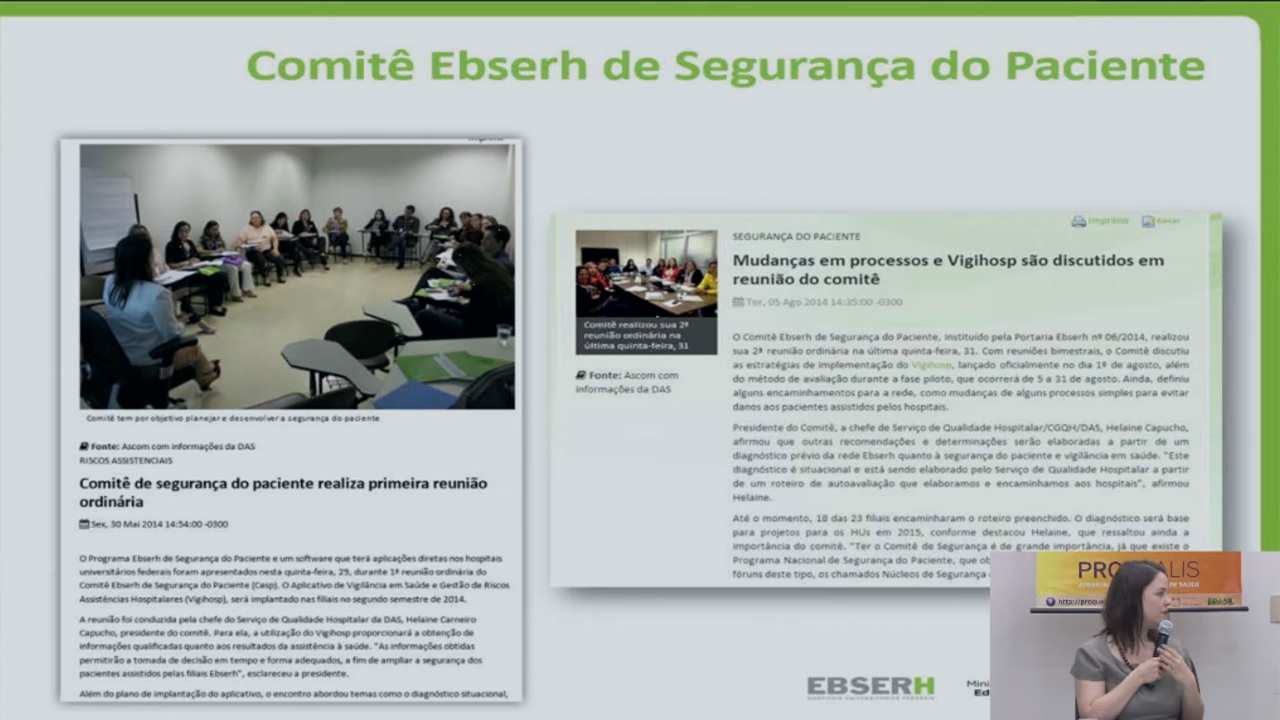 Comitê Ebserh de Segurança do Paciente
Comitê tem por objetivo planejar e desenvolver a segurança do paciente
Fonte: Ascom com informações da DAS
RISCOS ASSISTENCIAIS
Comitê de segurança do paciente realiza primeira reunião
ordinária
Sex, 30 Mai 2014 14:54:00 -0300
O Programa Ebserh de Segurança do Paciente e um software que terá aplicações diretas nos hospitais
universitários federais foram apresentados nesta quinta-feira, 29, durante 1ª reunião ordinária do
Comitê Ebserh de Segurança do Paciente (Cesp). O Aplicativo de Vigilância em Saúde e Gestão de Riscos
Assistências Hospitalares (Vigihosp), será implantado nas filiais no segundo semestre de 2014.
A reunião foi conduzida pela chefe do Serviço de Qualidade Hospitalar da DAS, Helaine Carneiro
Capucho, presidente do comitê. Para ela, a utilização do Vigihosp proporcionará a obtenção de
informações qualificadas quanto aos resultados da assistência à saúde. "As informações obtidas
permitirão a tomada de decisão em tempo e forma adequados, a fim de ampliar a segurança dos
pacientes assistidos pelas filiais Ebserh", esclareceu a presidente.
Além do plano de implantação do aplicativo, o encontro abordou temas como o diagnóstico situacional,
Imprimir
SEGURANÇA DO PACIENTE
Mudanças em processos e Vigihosp são discutidos em
reunião do comitê
Ter, 05 Ago 2014 14:35:00 -0300
Comitê realizou sua 2ª
reunião ordinária na
última quinta-feira, 31
Fonte: Ascom com
informações da DAS
O Comitê Ebserh de Segurança do Paciente, instituído pela Portaria Ebserh nº 06/2014, realizou
sua 2ª reunião ordinária na última quinta-feira, 31. Com reuniões bimestrais, o Comitê discutiu
as estratégias de implementação do Vigihosp, lançado oficialmente no dia 1º de agosto, além
do método de avaliação durante a fase piloto, que ocorrerá de 5 a 31 de agosto. Ainda, definiu
alguns encaminhamentos para a rede, como mudanças de alguns processos simples para evitar
danos aos pacientes assistidos pelos hospitais.
Presidente do Comitê, a chefe de Serviço de Qualidade Hospitalar/CGQH/DAS, Helaine Capucho,
afirmou que outras recomendações e determinações serão elaboradas a partir de um
diagnóstico prévio da rede Ebserh quanto à segurança do paciente e vigilância em saúde. "Este
diagnóstico é situacional e está sendo elaborado pelo Serviço de Qualidade Hospitalar a partir
de um roteiro de autoavaliação que elaboramos e encaminhamos aos hospitais", afirmou
Helaine.
Até o momento, 18 das 23 filiais encaminharam o roteiro preenchido. O diagnóstico será base
para projetos para os HUs em 2015, conforme destacou Helaine, que ressaltou ainda a
importância do comitê. "Ter o Comitê de Segurança é de grande importância, já que existe o
Programa Nacional de Segurança do Paciente, que ob
fóruns deste tipo, os chamados Núcleos de Segurança
EBSERH
HOSPITAIS UNIVERSITÁRIOS FEDERAIS
Mini
Ed
PRO ALIS
DE SAÚDE
http://proqu
BRASIL